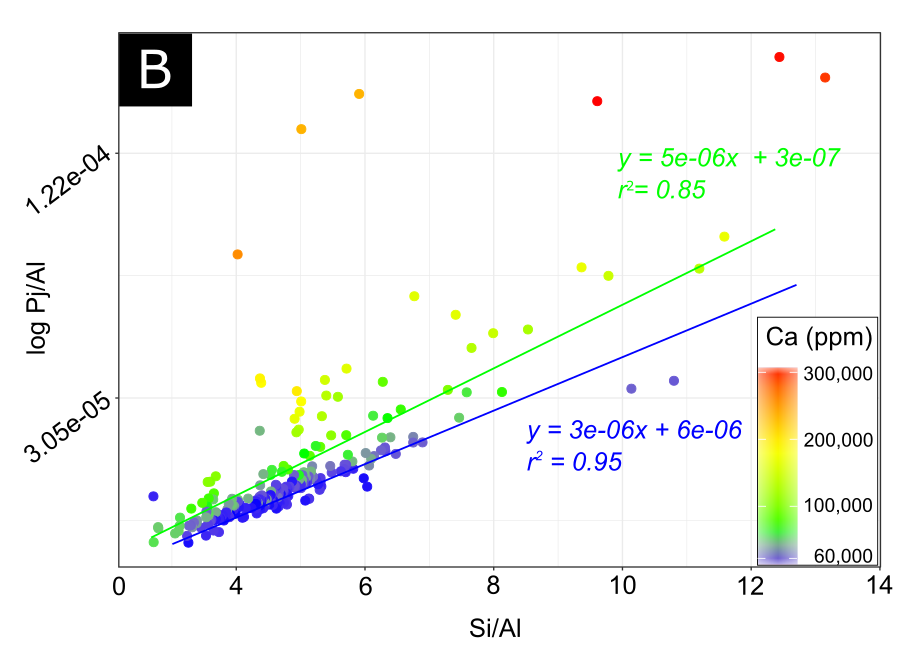 B
1.22e-04
y = 5e-06x + 3e-07
r²= 0.85
log Pj/Al
Ca (ppm)
300,000
200,000
100,000
60,000
3.05e-05
y = 3e-06x + 6e-06
r² = 0.95
0 4 6 8 10 12 14
Si/Al